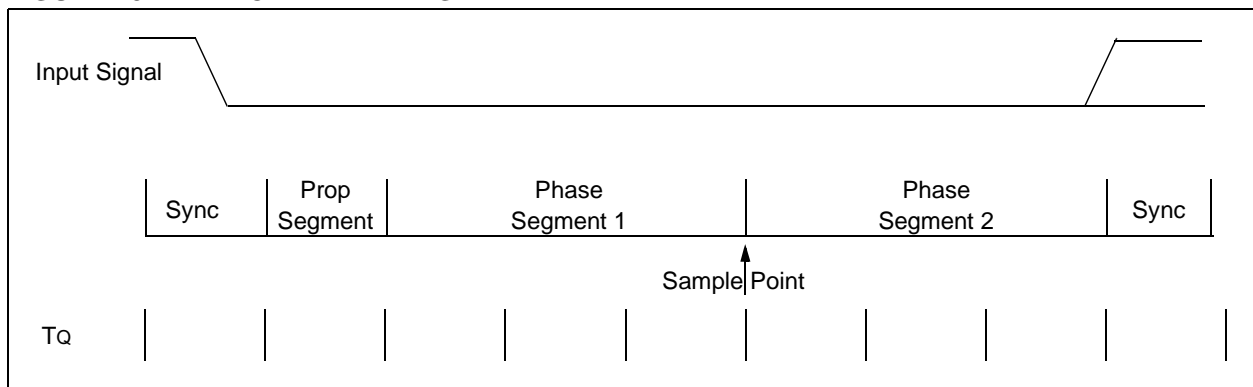 Input Signal
Sync
Prop
Segment
Phase
Segment 1
Phase
Segment 2
Sync
Sample Point
TQ